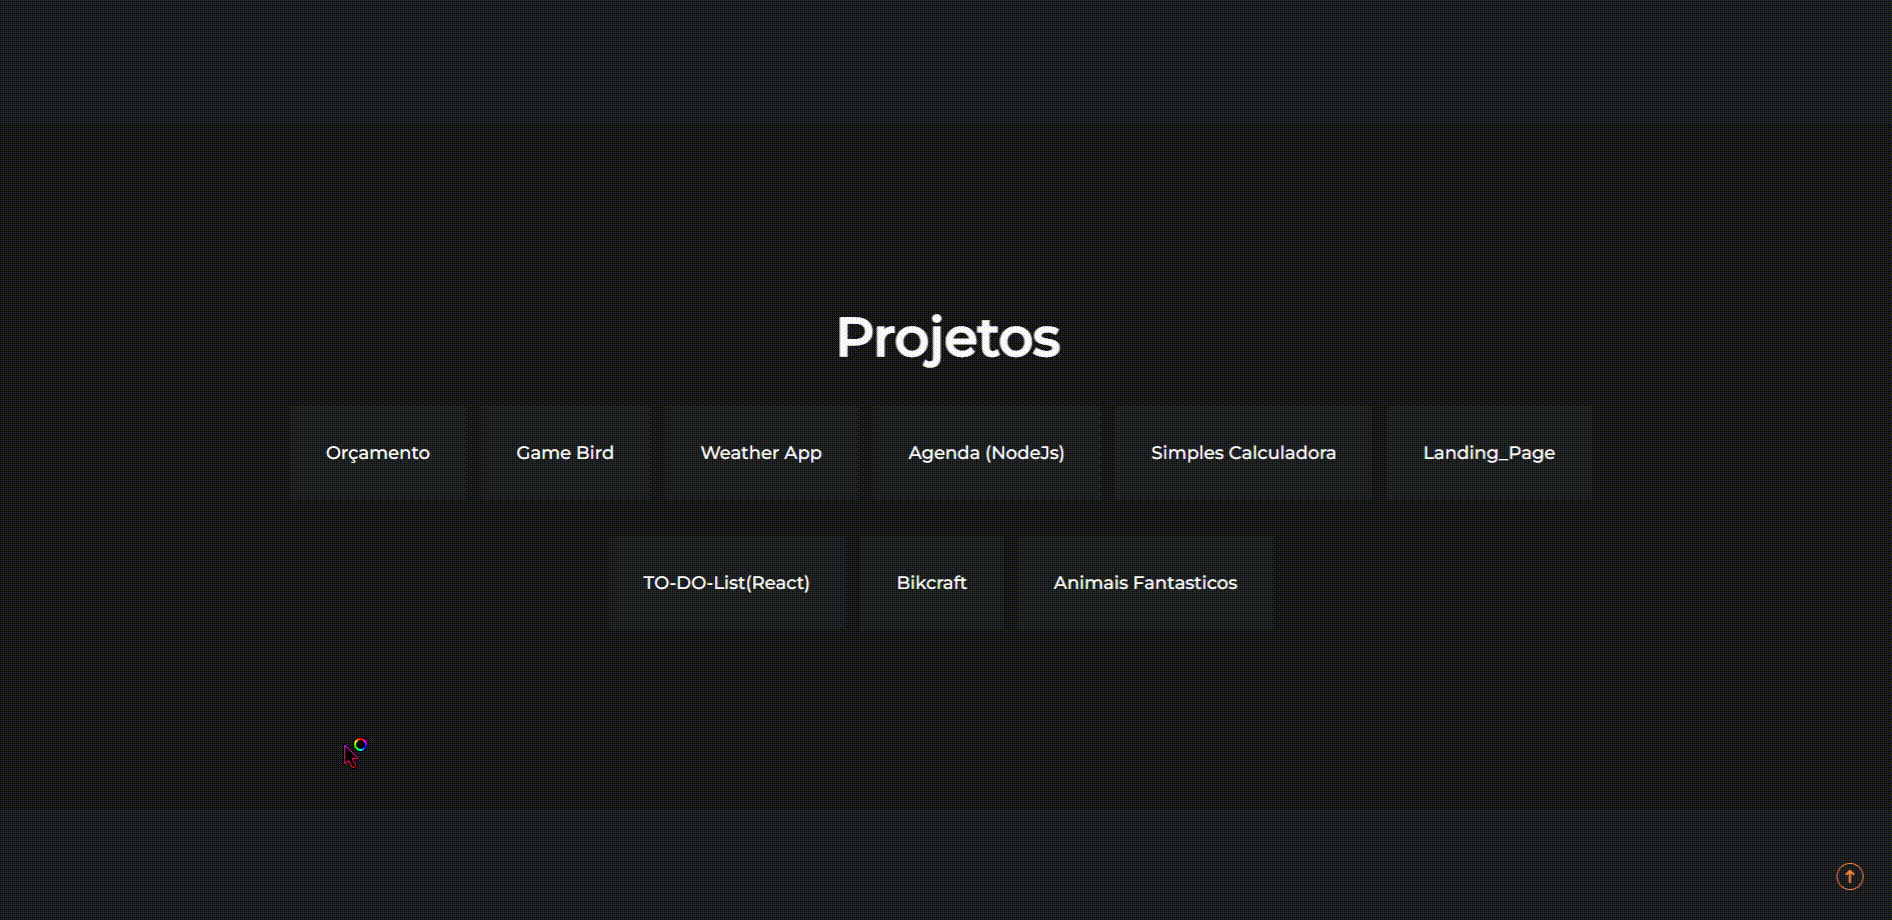 Projetos
Orçamento Game Bird Weather App Agenda (NodeJs) Simples Calculadora Landing_Page
TO-DO-List(React) Bikcraft Animais Fantasticos